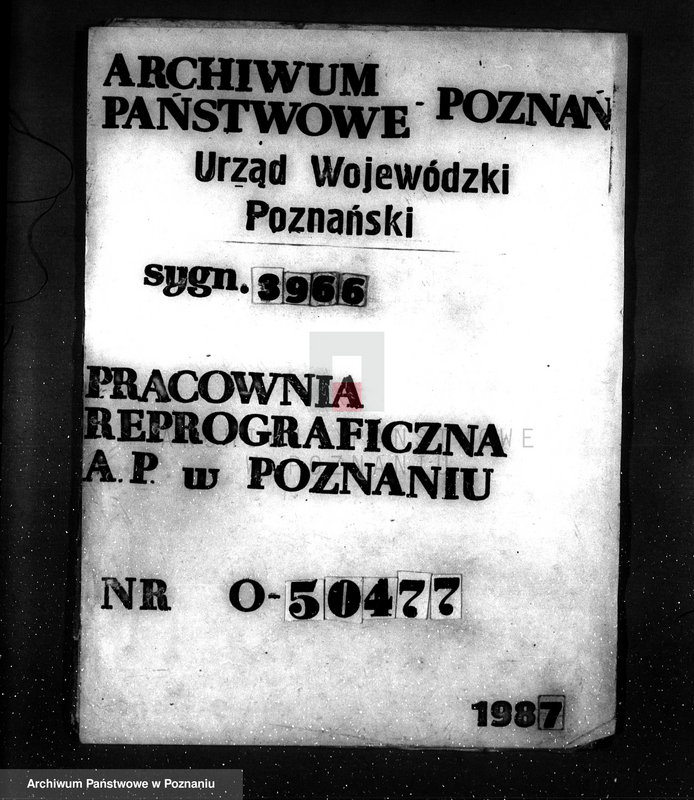 ARCHIWUM
PAŃSTWOWE - POZNAŃ
Urząd Wojewódzki
Poznański
sygn. 3966
PRACOWNIA
REPROGRAFICZNA
A.P. w POZNANIU
NR O-50477
1987
Archiwum Państwowe w Poznaniu